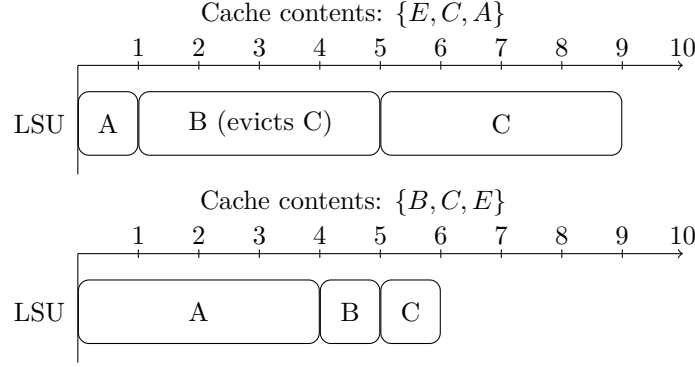 Cache contents: {E, C, A}
1 2 3 4 5 6 7 8 9 10
LSU A B (evicts C) C
Cache contents: {B, C, E}
1 2 3 4 5 6 7 8 9 10
LSU A B C